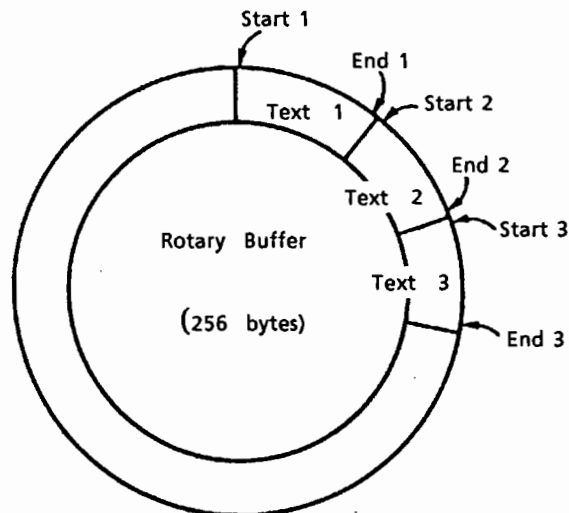 Start 1
End 1
Text 1
Start 2
End 2
Text 2
Start 3
Rotary Buffer
Text 3
(256 bytes)
End 3